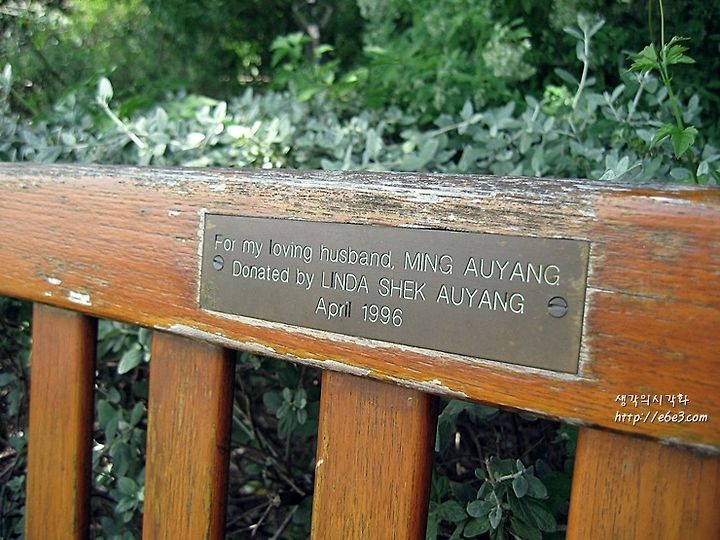 For my loving husband, MING AUYANG
Donated by LINDA SHEK AUYANG
April 1996
생각의시각화
http://e6e3.com